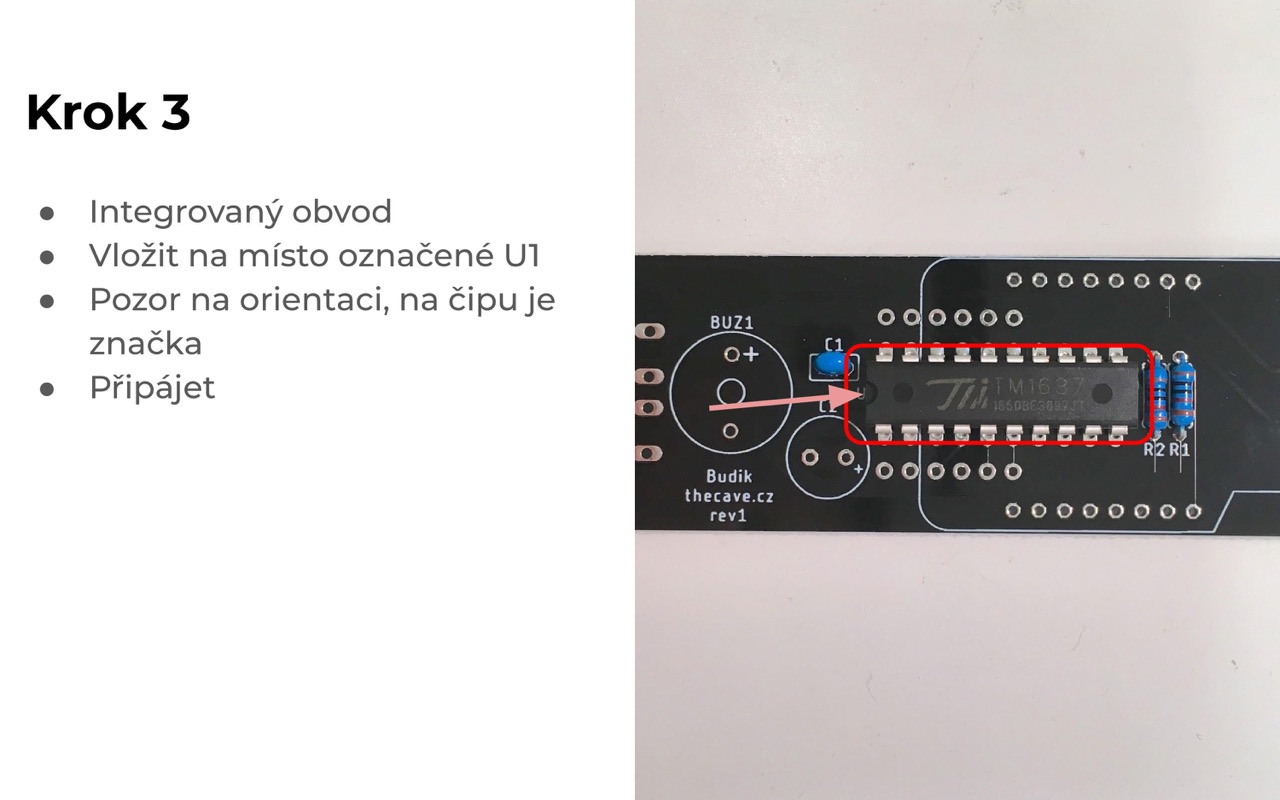 Krok 3
● Integrovaný obvod
● Vložit na místo označené U1
● Pozor na orientaci, na čipu je
značka
● Připájet
BUZ1
+
C1
TM1637
C2
+
R2 R1
Budik
thecave.cz
rev1